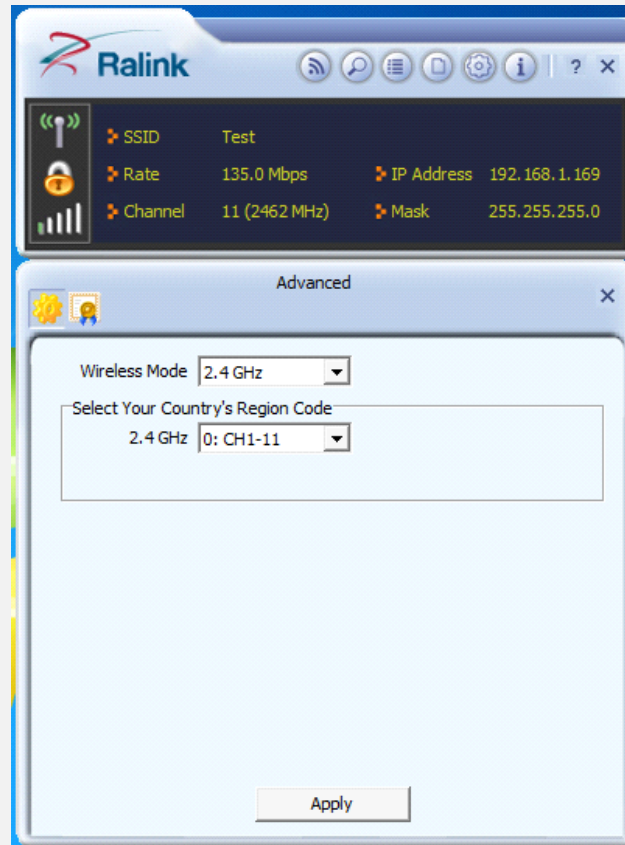 Ralink
? ×
SSID Test
Rate 135.0 Mbps IP Address 192.168.1.169
Channel 11 (2462 MHz) Mask 255.255.255.0
Advanced
×
Wireless Mode 2.4 GHz
Select Your Country's Region Code
2.4 GHz 0: CH1-11
Apply